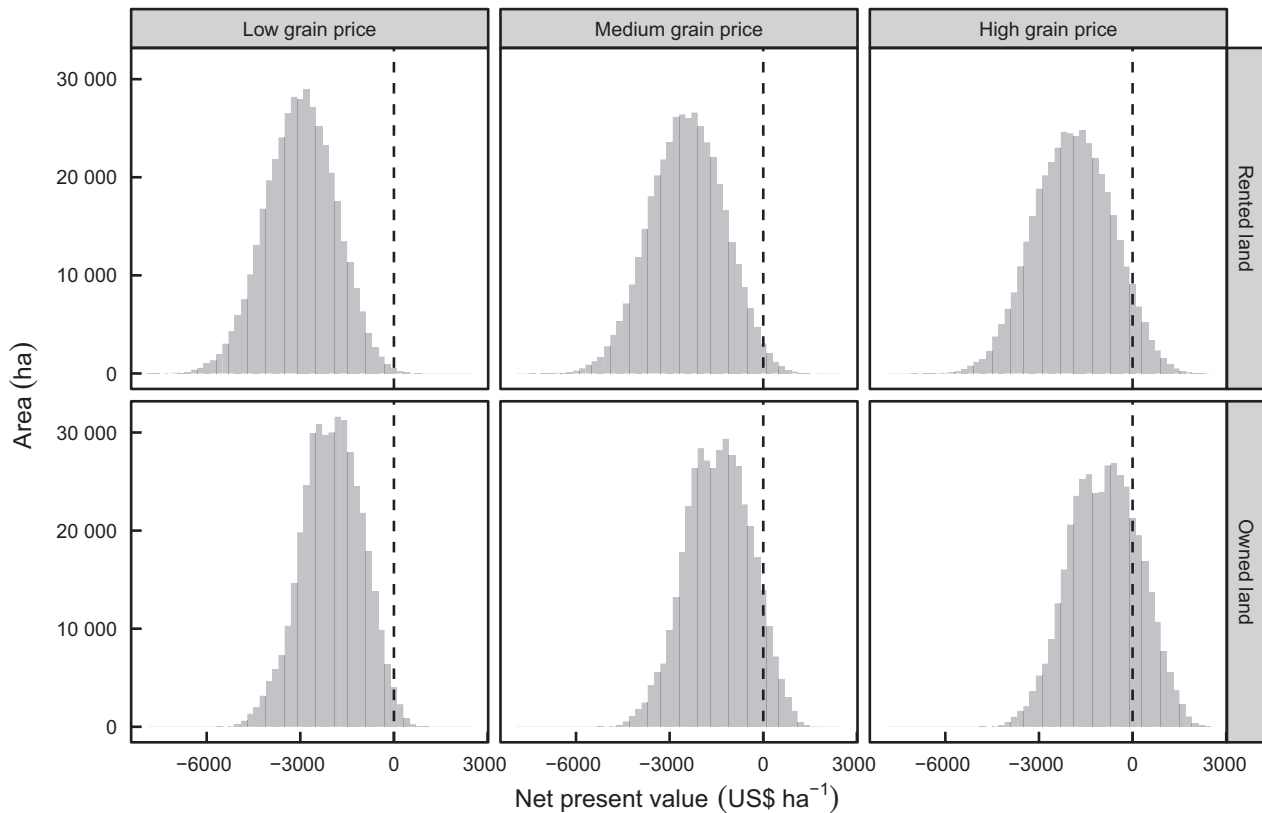 Low grain price
Medium grain price
High grain price
30 000
20 000
10 000
0
Rented land
Area (ha)
30 000
20 000
10 000
0
Owned land
−6000 −3000 0 3000
−6000 −3000 0 3000
−6000 −3000 0 3000
Net present value (US$ ha⁻¹)